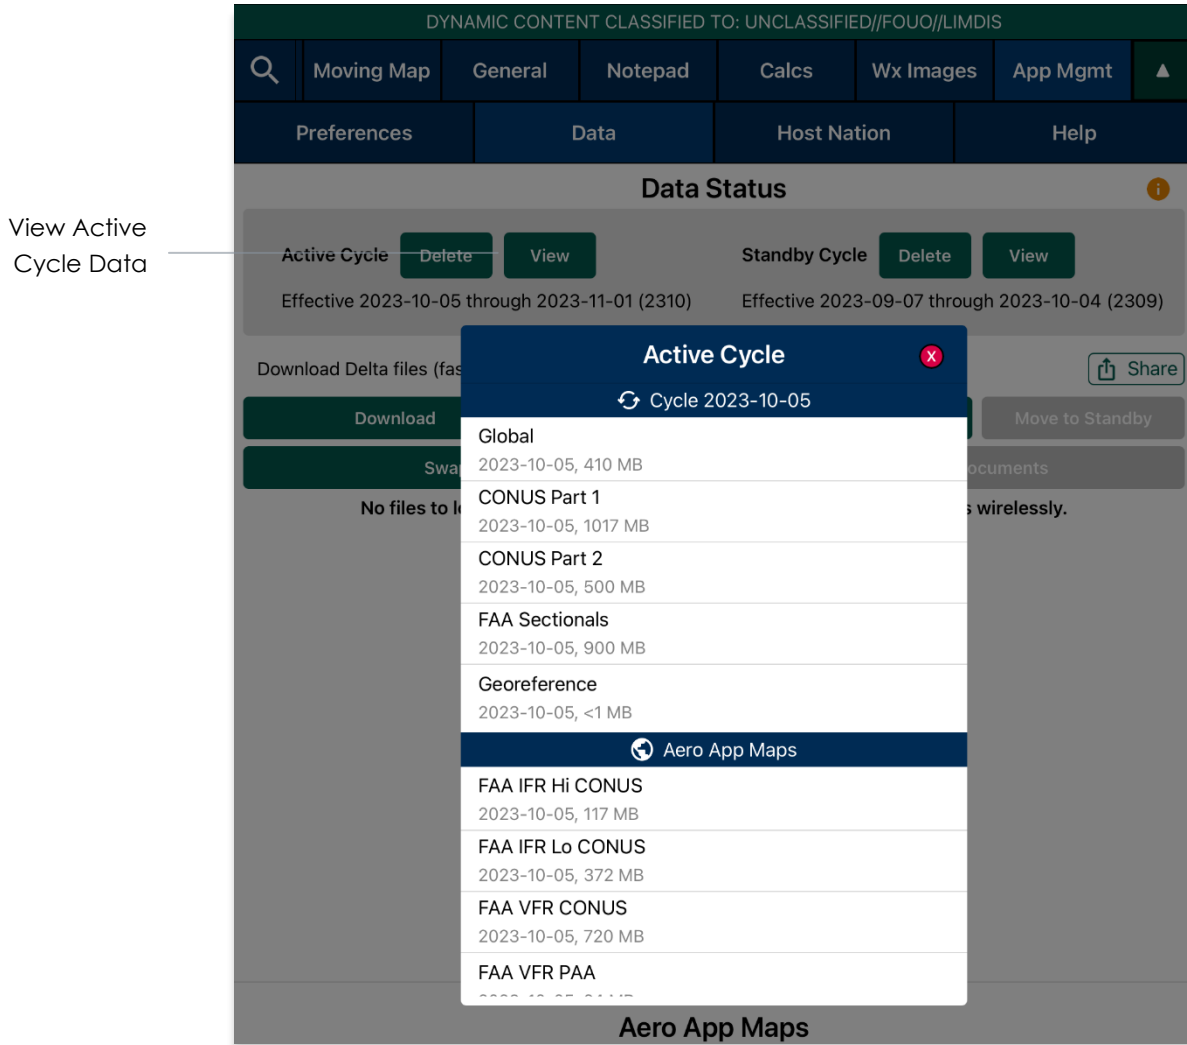 DYNAMIC CONTENT CLASSIFIED TO: UNCLASSIFIED//FOUO//LIMDIS
Moving Map General Notepad Calcs Wx Images App Mgmt
Preferences Data Host Nation Help
Data Status
View Active
Cycle Data
Active Cycle Delete View Standby Cycle Delete View
Effective 2023-10-05 through 2023-11-01 (2310) Effective 2023-09-07 through 2023-10-04 (2309)
Active Cycle X
Download Delta files (fas Share
Cycle 2023-10-05
Download Move to Standby
Global
2023-10-05, 410 MB
Swa ocuments
CONUS Part 1
No files to l s wirelessly.
2023-10-05, 1017 MB
CONUS Part 2
2023-10-05, 500 MB
FAA Sectionals
2023-10-05, 900 MB
Georeference
2023-10-05, <1 MB
Aero App Maps
FAA IFR Hi CONUS
2023-10-05, 117 MB
FAA IFR Lo CONUS
2023-10-05, 372 MB
FAA VFR CONUS
2023-10-05, 720 MB
FAA VFR PAA
Aero App Maps